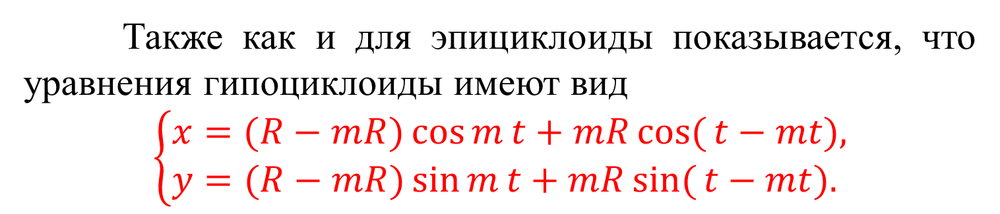 Также как и для эпициклоиды показывается, что
уравнения гипоциклоиды имеют вид
x = (R − mR) cos m t + mR cos( t − mt),
y = (R − mR) sin m t + mR sin( t − mt).